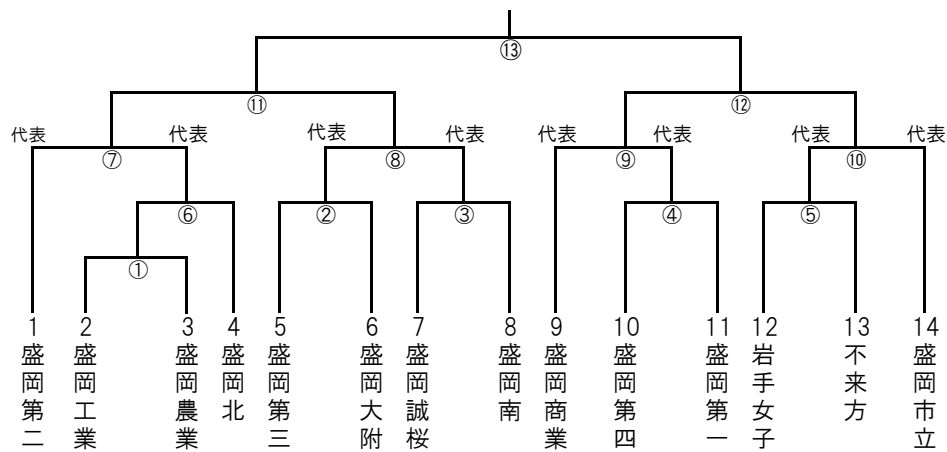 ⑬
⑪ ⑫
代表 代表 代表 代表 代表 代表 代表 代表
⑦ ⑧ ⑨ ⑩
⑥ ② ③ ④ ⑤
①
1 盛岡第二
2 盛岡工業
3 盛岡農業
4 盛岡北
5 盛岡第三
6 盛岡大附
7 盛岡誠桜
8 盛岡南
9 盛岡商業
10 盛岡第四
11 盛岡第一
12 岩手女子
13 不来方
14 盛岡市立